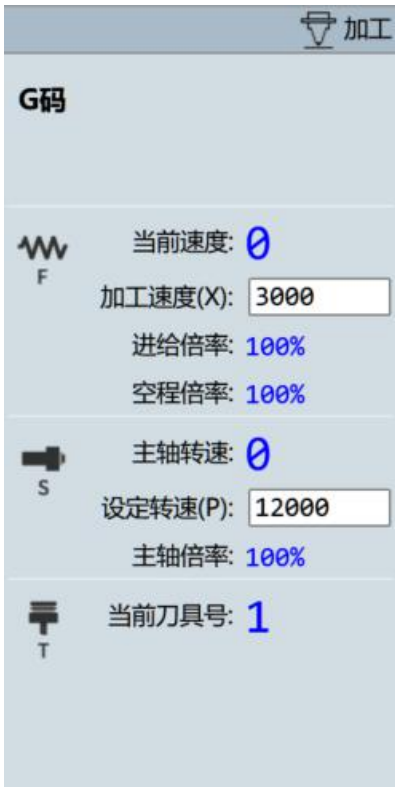 加工
G码
当前速度: 0
F
加工速度(X): 3000
进给倍率: 100%
空程倍率: 100%
主轴转速: 0
S
设定转速(P): 12000
主轴倍率: 100%
当前刀具号: 1
T